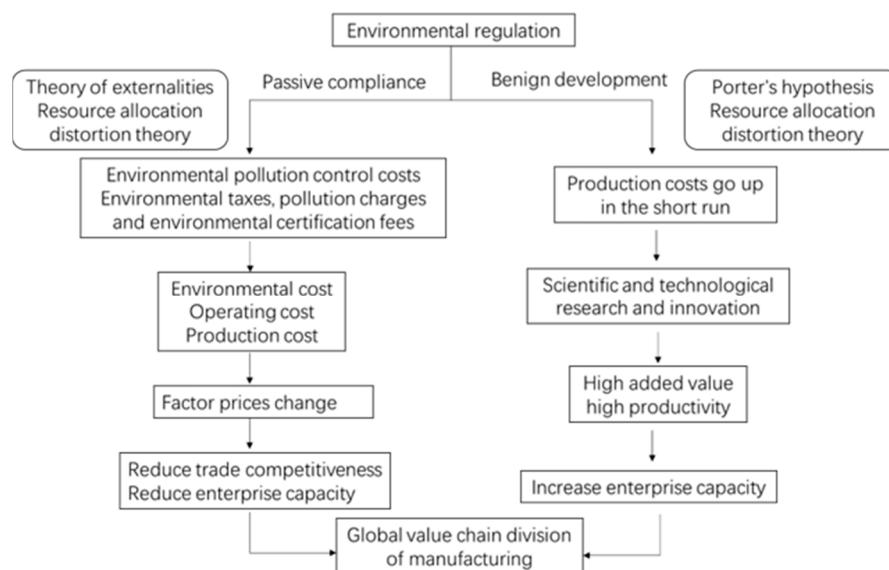 Environmental regulation
Passive compliance
Benign development
Theory of externalities
Resource allocation
distortion theory
Porter's hypothesis
Resource allocation
distortion theory
Environmental pollution control costs
Environmental taxes, pollution charges
and environmental certification fees
Production costs go up
in the short run
Environmental cost
Operating cost
Production cost
Scientific and technological
research and innovation
Factor prices change
High added value
high productivity
Reduce trade competitiveness
Reduce enterprise capacity
Increase enterprise capacity
Global value chain division
of manufacturing